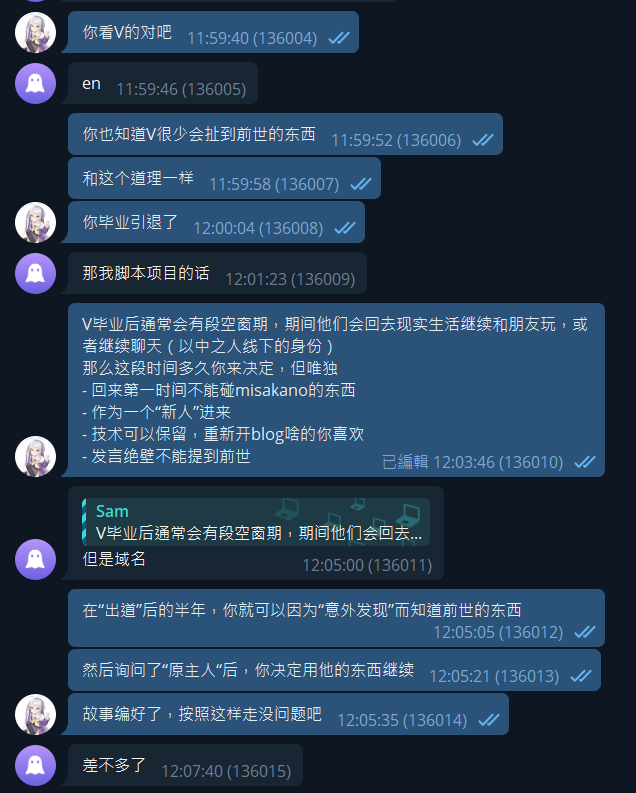 你看V的对吧 11:59:40 (136004)
en 11:59:46 (136005)
你也知道V很少会扯到前世的东西 11:59:52 (136006)
和这个道理一样 11:59:58 (136007)
你毕业引退了 12:00:04 (136008)
那我脚本项目的话 12:01:23 (136009)
V毕业后通常会有段空窗期，期间他们会回去现实生活继续和朋友玩，或
者继续聊天（以中之人线下的身份）
那么这段时间多久你来决定，但唯独
- 回来第一时间不能碰misakano的东西
- 作为一个“新人”进来
- 技术可以保留，重新开blog啥的你喜欢
- 发言绝壁不能提到前世 已編輯 12:03:46 (136010)
Sam
V毕业后通常会有段空窗期，期间他们会回去...
但是域名 12:05:00 (136011)
在“出道”后的半年，你就可以因为“意外发现”而知道前世的东西
12:05:05 (136012)
然后询问了“原主人“后，你决定用他的东西继续 12:05:21 (136013)
故事编好了，按照这样走没问题吧 12:05:35 (136014)
差不多了 12:07:40 (136015)